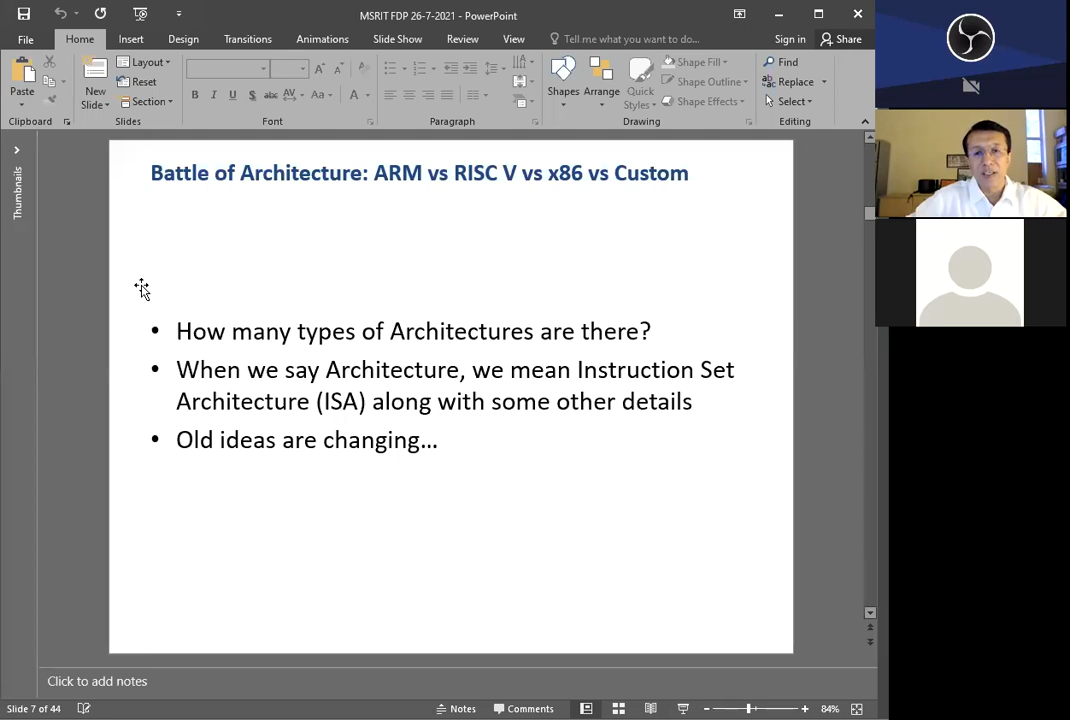 MSRIT FDP 26-7-2021 - PowerPoint
File Home Insert Design Transitions Animations Slide Show Review View Tell me what you want to do... Sign in Share
Paste
New
Slide
Layout
Reset
Section
B I U S abc AV Aa A
Shapes
Arrange
Quick
Styles
Shape Fill
Shape Outline
Shape Effects
Find
Replace
Select
Clipboard Slides Font Paragraph Drawing Editing
Thumbnails
Battle of Architecture: ARM vs RISC V vs x86 vs Custom
• How many types of Architectures are there?
• When we say Architecture, we mean Instruction Set
Architecture (ISA) along with some other details
• Old ideas are changing...
Click to add notes
Slide 7 of 44 Notes Comments 84%